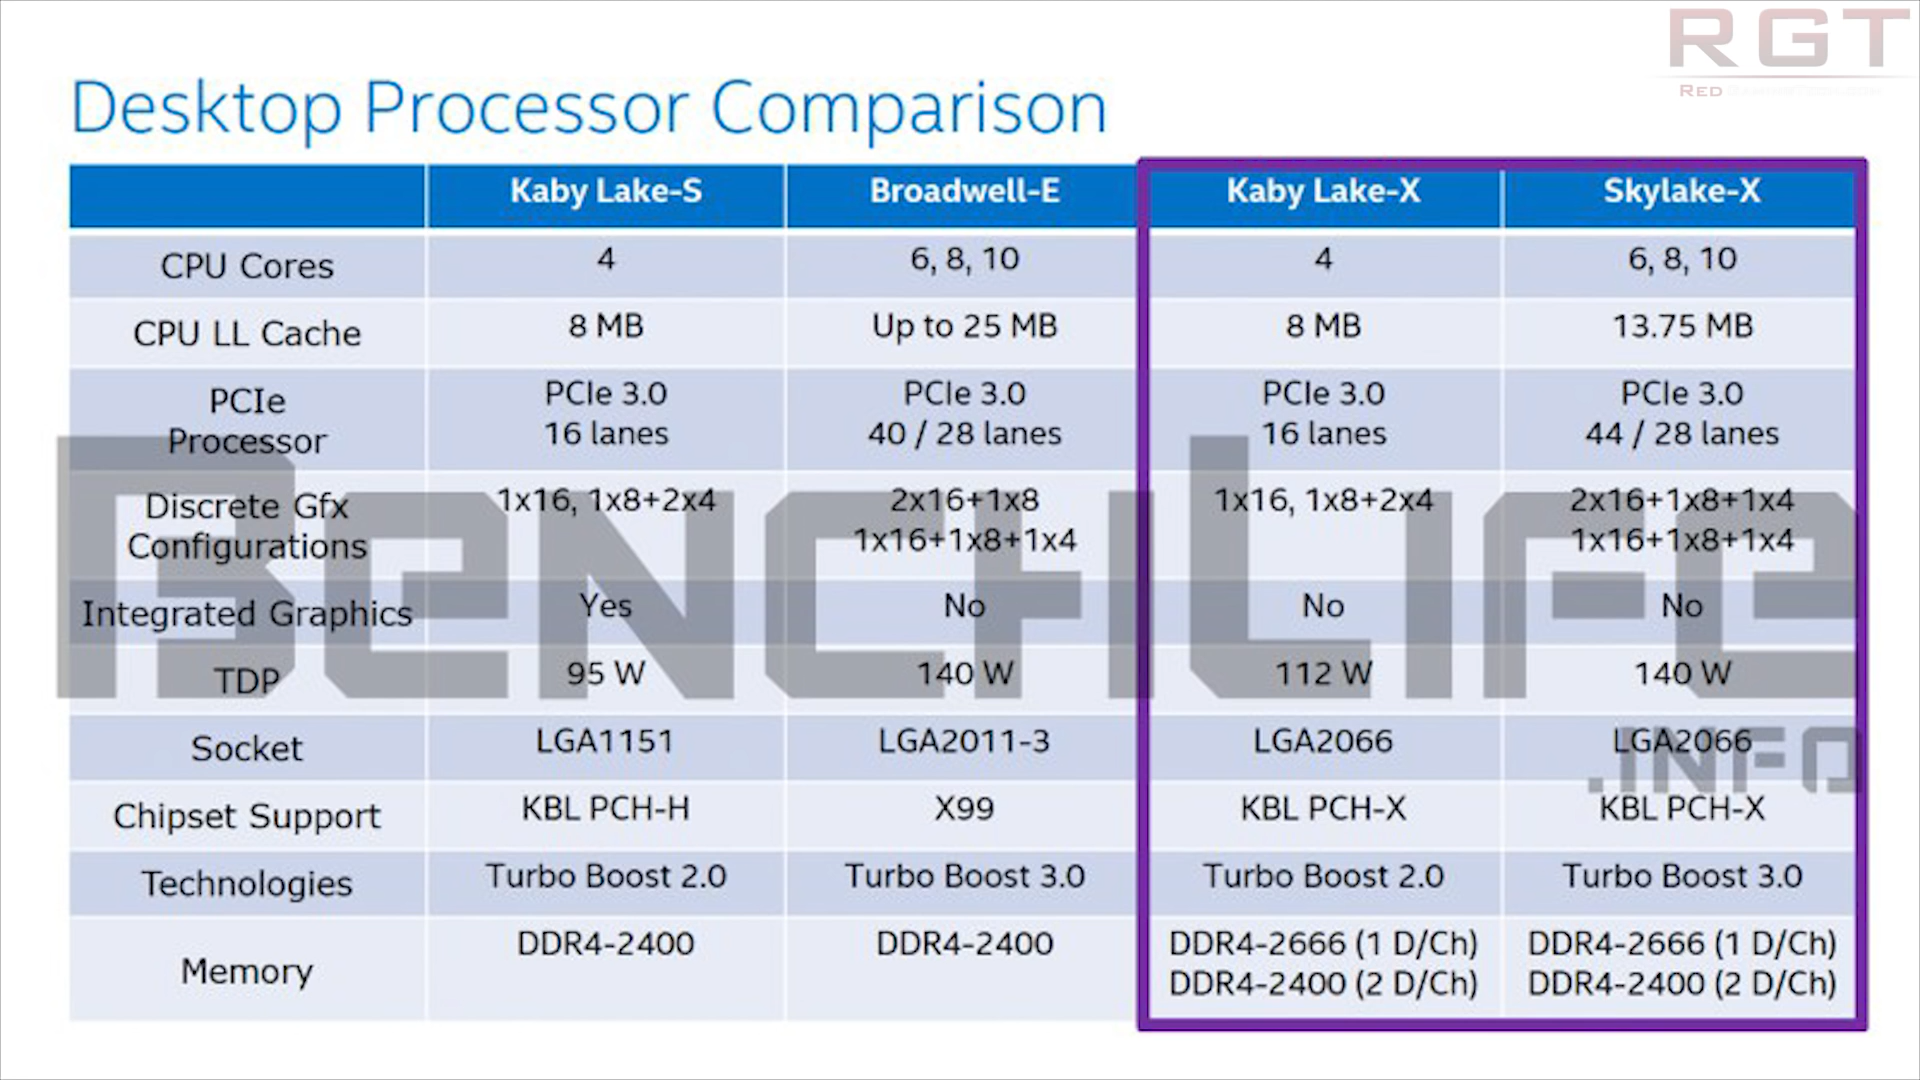 RGT
RED
Desktop Processor Comparison
Kaby Lake-S Broadwell-E Kaby Lake-X Skylake-X
CPU Cores 4 6, 8, 10 4 6, 8, 10
CPU LL Cache 8 MB Up to 25 MB 8 MB 13.75 MB
PCIe Processor PCIe 3.0 16 lanes PCIe 3.0 40 / 28 lanes PCIe 3.0 16 lanes PCIe 3.0 44 / 28 lanes
Discrete Gfx Configurations 1x16, 1x8+2x4 2x16+1x8 1x16+1x8+1x4 1x16, 1x8+2x4 2x16+1x8+1x4 1x16+1x8+1x4
Integrated Graphics Yes No No No
TDP 95 W 140 W 112 W 140 W
Socket LGA1151 LGA2011-3 LGA2066 LGA2066
Chipset Support KBL PCH-H X99 KBL PCH-X KBL PCH-X
Technologies Turbo Boost 2.0 Turbo Boost 3.0 Turbo Boost 2.0 Turbo Boost 3.0
Memory DDR4-2400 DDR4-2400 DDR4-2666 (1 D/Ch) DDR4-2400 (2 D/Ch) DDR4-2666 (1 D/Ch) DDR4-2400 (2 D/Ch)
BENCHLIFE
.INFO